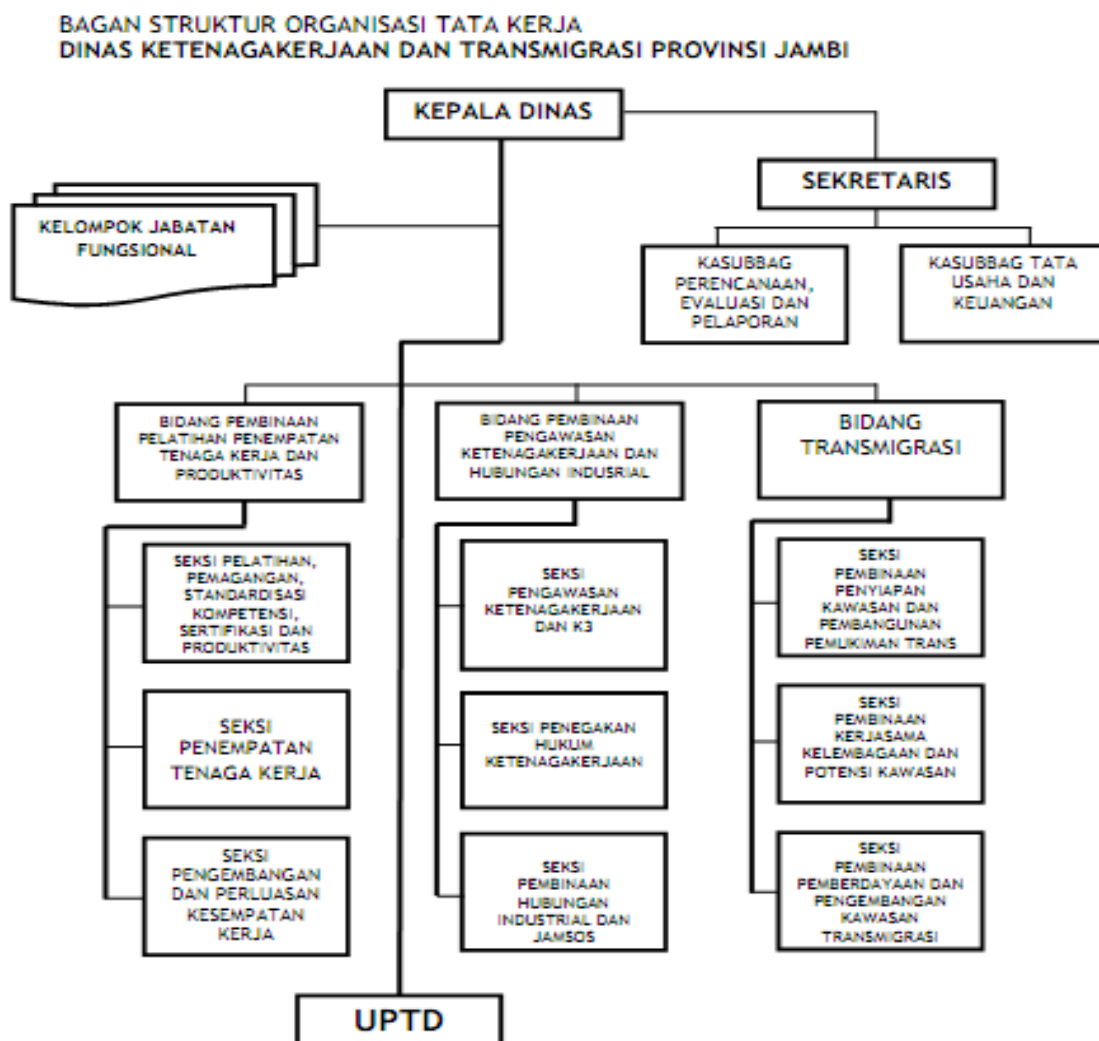 BAGAN STRUKTUR ORGANISASI TATA KERJA
DINAS KETENAGAKERJAAN DAN TRANSMIGRASI PROVINSI JAMBI
KEPALA DINAS
SEKRETARIS
KELOMPOK JABATAN
FUNGSIONAL
KASUBBAG
PERENCANAAN,
EVALUASI DAN
PELAPORAN
KASUBBAG TATA
USAHA DAN
KEUANGAN
BIDANG PEMBINAAN
PELATIHAN PENEMPATAN
TENAGA KERJA DAN
PRODUKTIVITAS
BIDANG PEMBINAAN
PENGAWASAN
KETENAGAKERJAAN DAN
HUBUNGAN INDUSRIAL
BIDANG
TRANSMIGRASI
SEKSI PELATIHAN,
PEMAGANGAN,
STANDARDISASI
KOMPETENSI,
SERTIFIKASI DAN
PRODUKTIVITAS
SEKSI
PENGAWASAN
KETENAGAKERJAAN
DAN K3
SEKSI
PEMBINAAN
PENYIAPAN
KAWASAN DAN
PEMBANGUNAN
PEMUKIMAN TRANS
SEKSI
PENEMPATAN
TENAGA KERJA
SEKSI PENEGAKAN
HUKUM
KETENAGAKERJAAN
SEKSI
PEMBINAAN
KERJASAMA
KELEMBAGAAN DAN
POTENSI KAWASAN
SEKSI
PENGEMBANGAN
DAN PERLUASAN
KESEMPATAN
KERJA
SEKSI
PEMBINAAN
HUBUNGAN
INDUSTRIAL DAN
JAMSOS
SEKSI
PEMBINAAN
PEMBERDAYAAN DAN
PENGEMBANGAN
KAWASAN
TRANSMIGRASI
UPTD